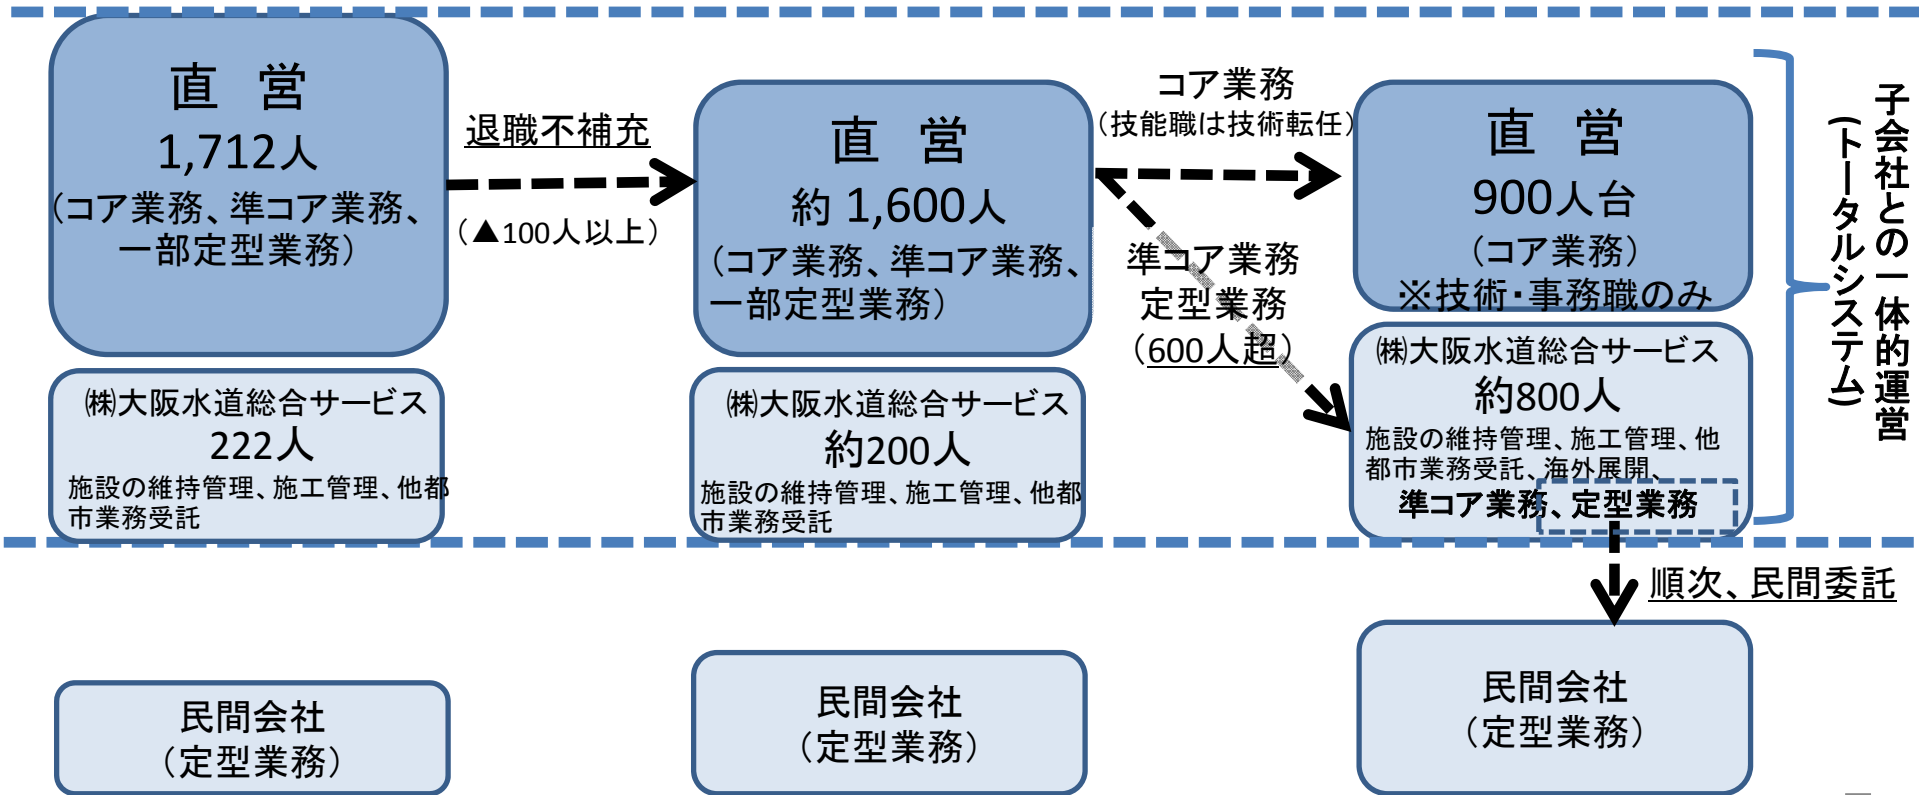 直 営
1,712人
（コア業務、準コア業務、
一部定型業務）
㈱大阪水道総合サービス
222人
施設の維持管理、施工管理、他都
市業務受託
民間会社
（定型業務）
退職不補充
（▲100人以上）
直 営
約 1,600人
（コア業務、準コア業務、
一部定型業務）
㈱大阪水道総合サービス
約200人
施設の維持管理、施工管理、他都
市業務受託
民間会社
（定型業務）
コア業務
（技能職は技術転任）
準コア業務
定型業務
（600人超）
直 営
900人台
（コア業務）
※技術・事務職のみ
㈱大阪水道総合サービス
約800人
施設の維持管理、施工管理、他
都市業務受託、海外展開、
準コア業務、定型業務
順次、民間委託
民間会社
（定型業務）
子会社との一体的運営
（トータルシステム）